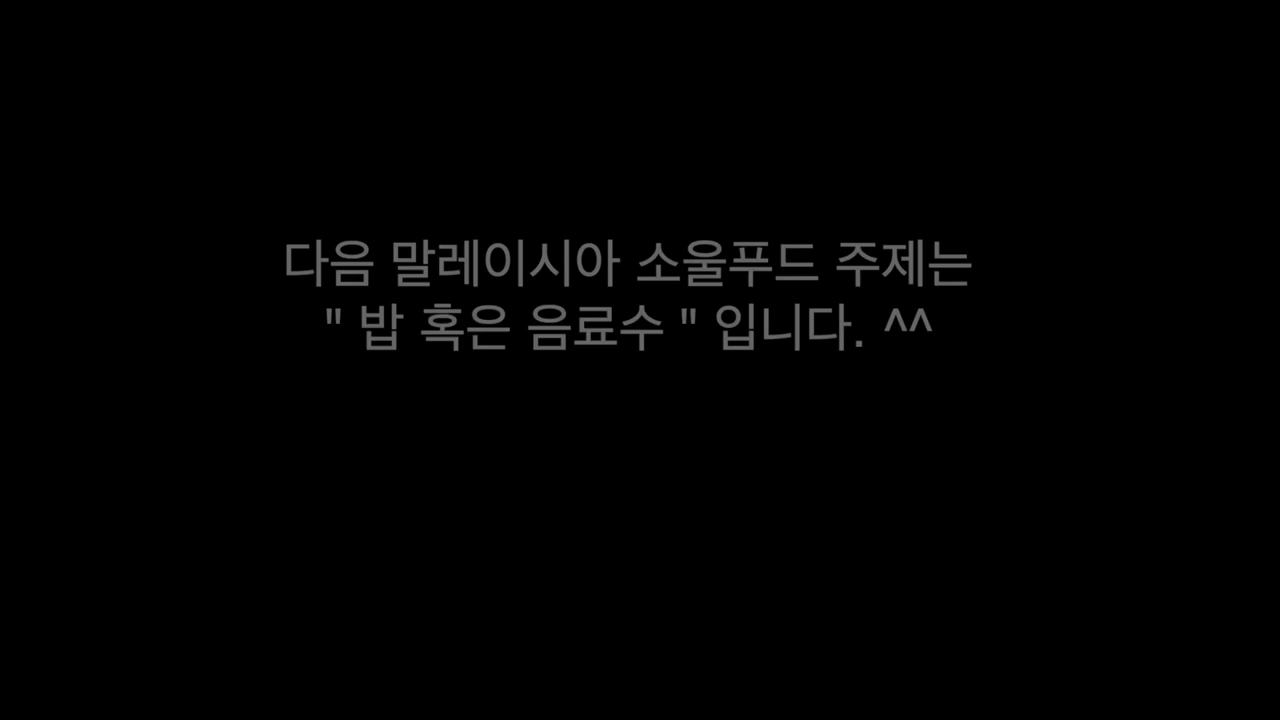 다음 말레이시아 소울푸드 주제는
" 밥 혹은 음료수 " 입니다. ^^